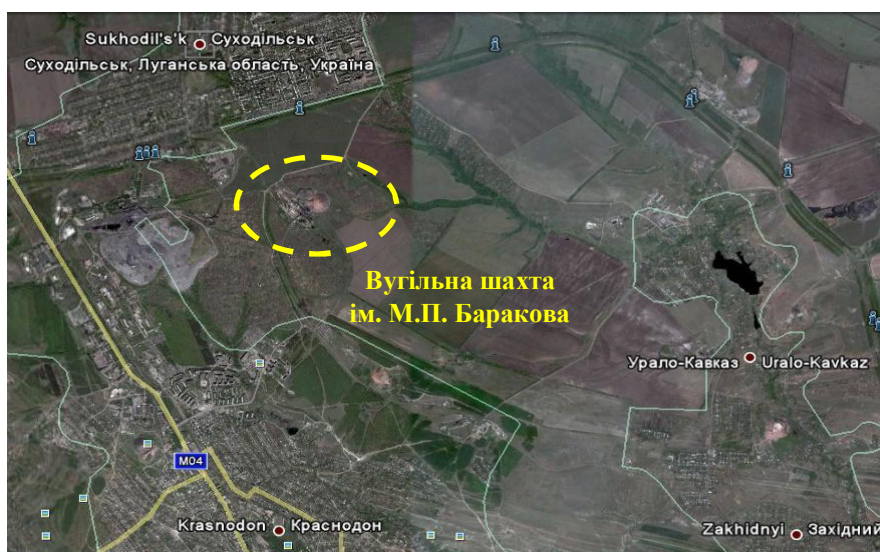 Sukhodil's'k Суходільськ
Суходільськ, Луганська область, Україна
Вугільна шахта
ім. М.П. Баракова
Урало-Кавказ Uralo-Kavkaz
M04
Krasnodon Краснодон
Zakhidnyi Західний